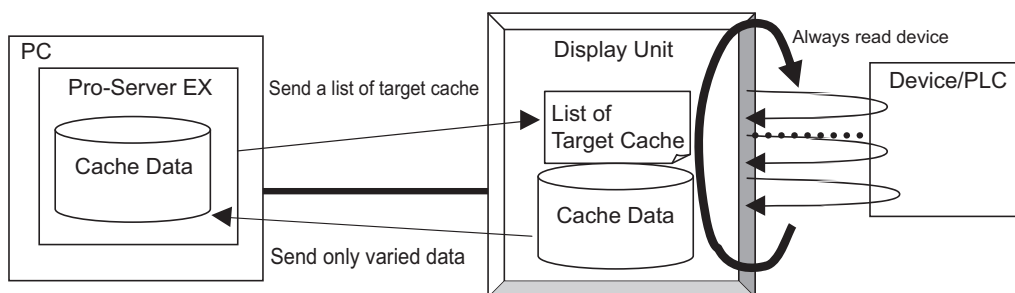 PC
Pro-Server EX
Cache Data
Send a list of target cache
Send only varied data
Display Unit
List of
Target Cache
Cache Data
Always read device
Device/PLC